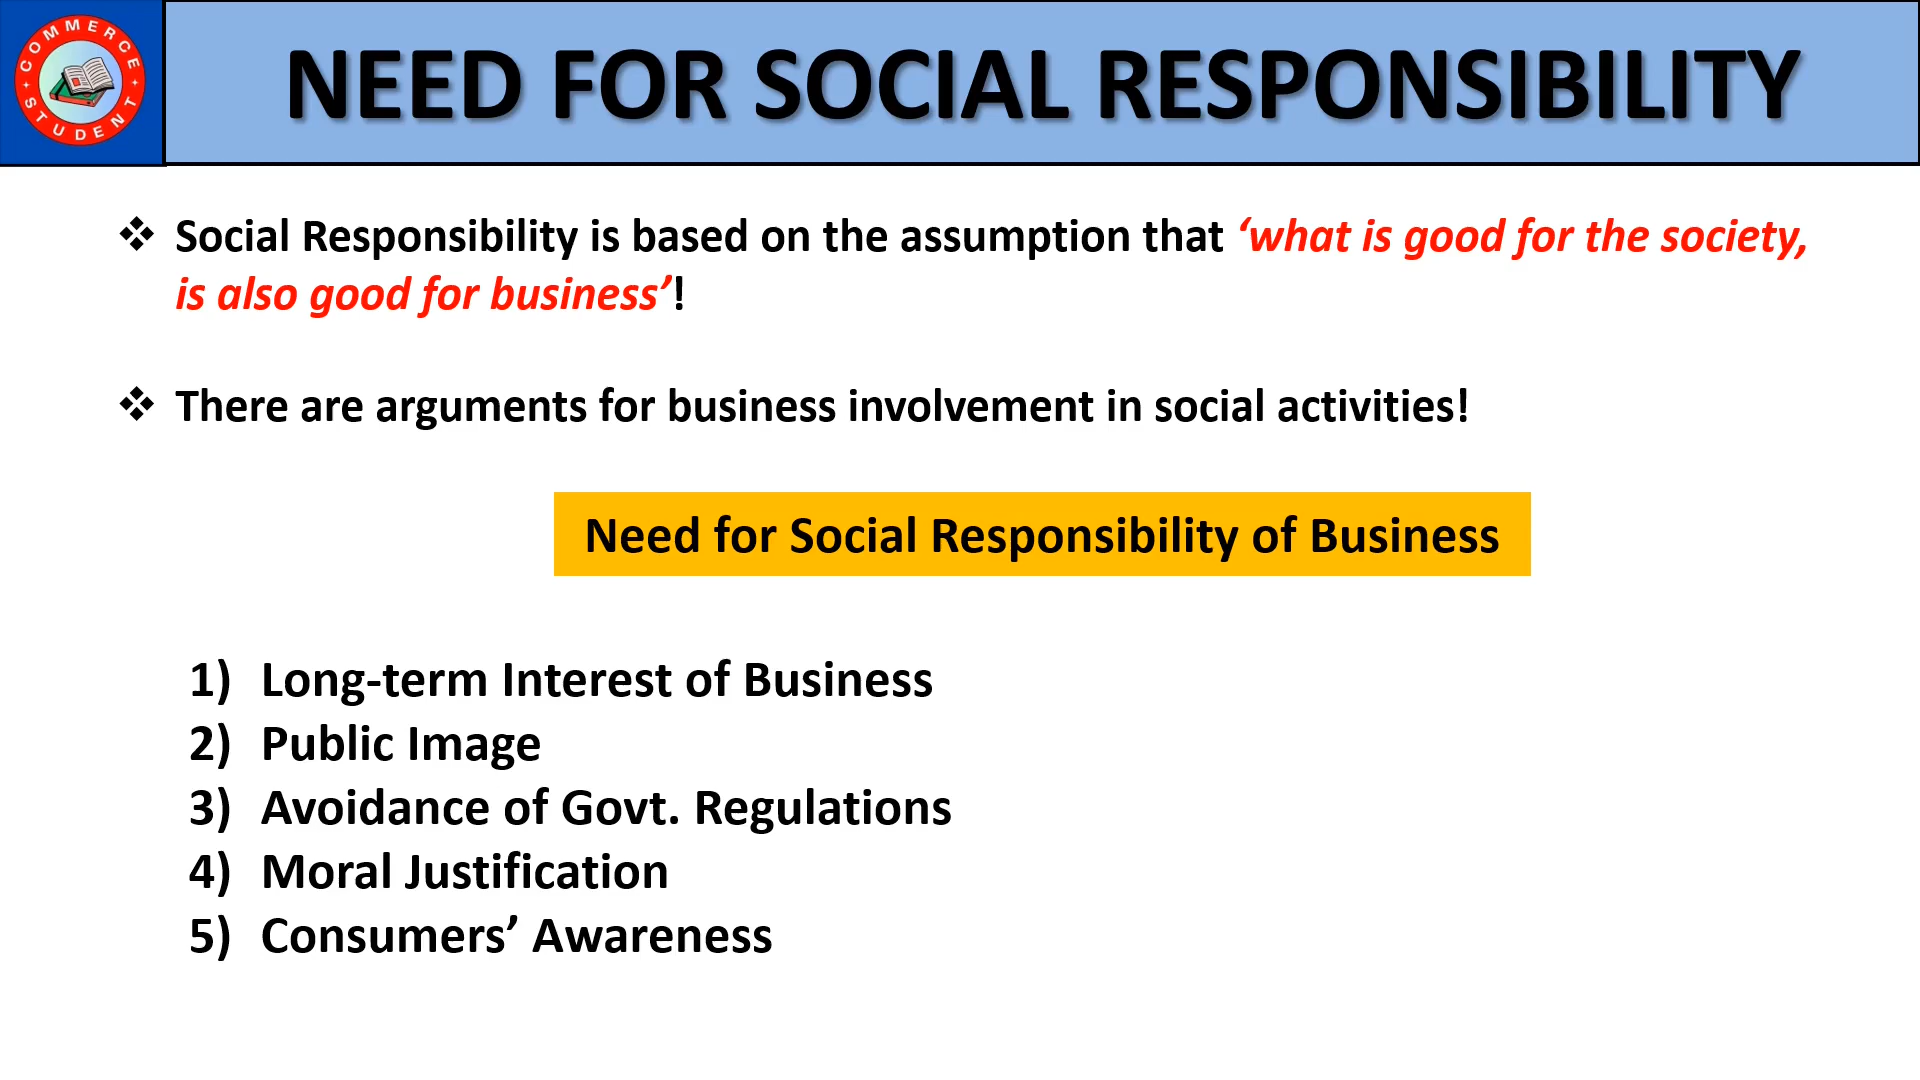 COMMERCE
STUDENT
NEED FOR SOCIAL RESPONSIBILITY
❖ Social Responsibility is based on the assumption that ‘what is good for the society,
is also good for business’!
❖ There are arguments for business involvement in social activities!
Need for Social Responsibility of Business
1) Long-term Interest of Business
2) Public Image
3) Avoidance of Govt. Regulations
4) Moral Justification
5) Consumers’ Awareness